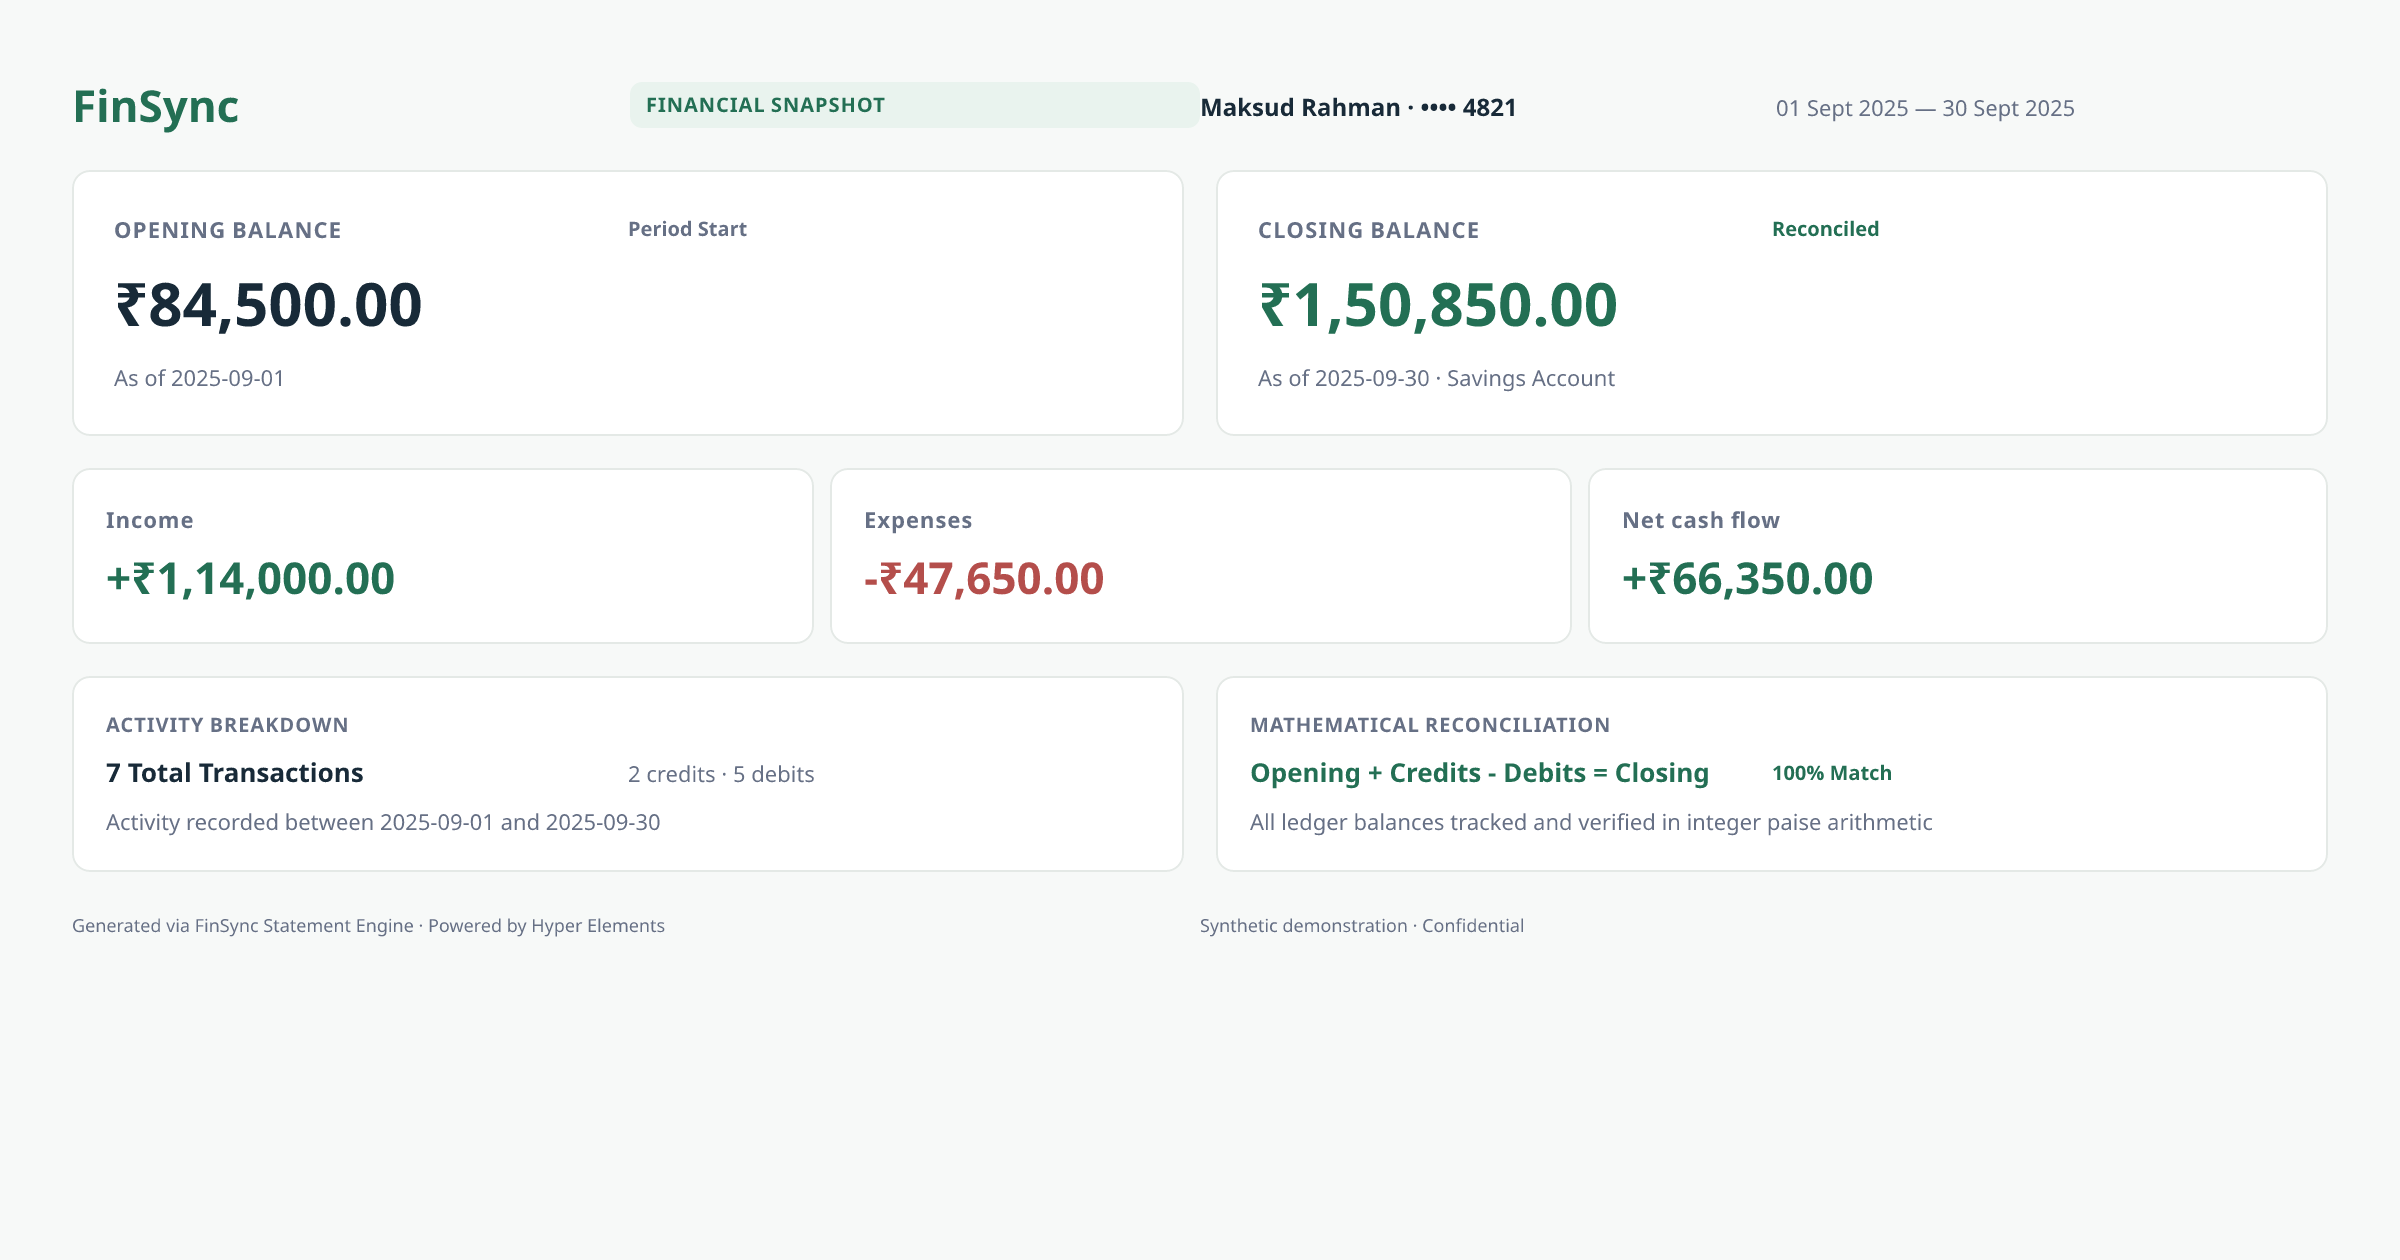 FinSync
FINANCIAL SNAPSHOT
Maksud Rahman · •••• 4821
01 Sept 2025 — 30 Sept 2025
OPENING BALANCE
Period Start
₹84,500.00
As of 2025-09-01
CLOSING BALANCE
Reconciled
₹1,50,850.00
As of 2025-09-30 · Savings Account
Income
+₹1,14,000.00
Expenses
-₹47,650.00
Net cash flow
+₹66,350.00
ACTIVITY BREAKDOWN
7 Total Transactions
2 credits · 5 debits
Activity recorded between 2025-09-01 and 2025-09-30
MATHEMATICAL RECONCILIATION
Opening + Credits - Debits = Closing
100% Match
All ledger balances tracked and verified in integer paise arithmetic
Generated via FinSync Statement Engine · Powered by Hyper Elements
Synthetic demonstration · Confidential